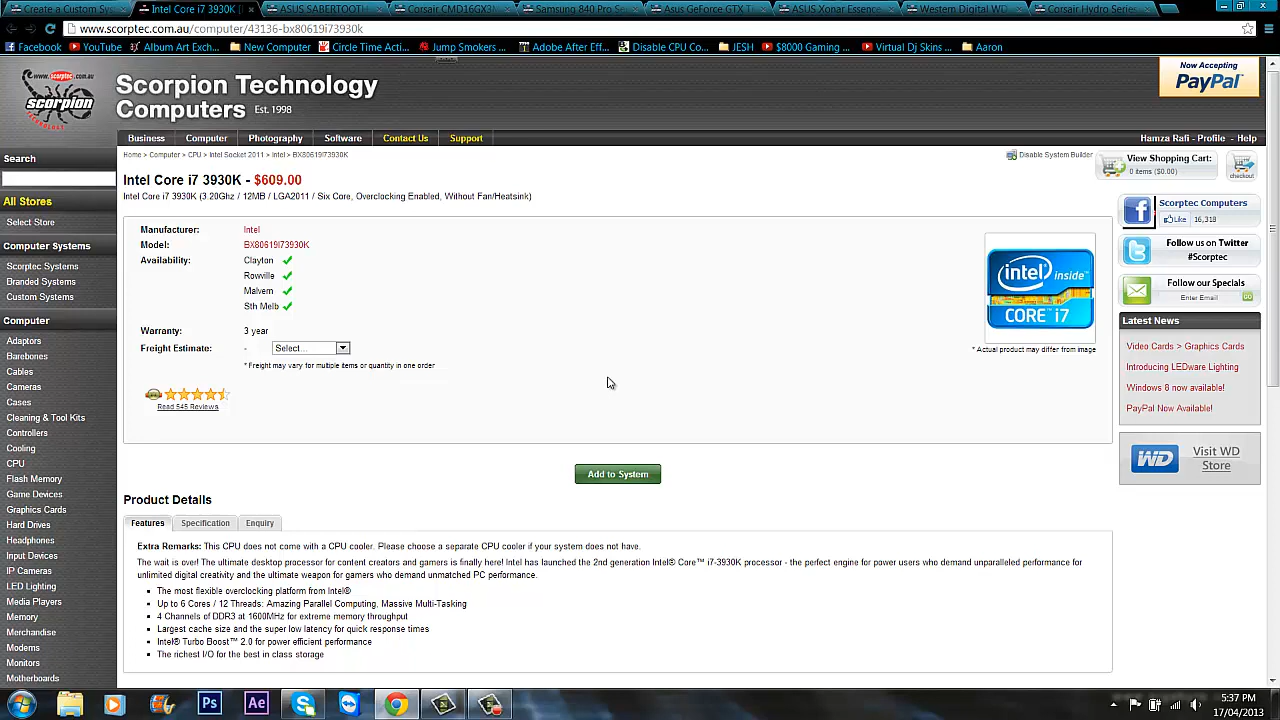 Create a Custom Sy
Intel Core i7 3930K
ASUS SABERTOOTH
Corsair CMD16GX3M
Samsung 840 Pro Se
Asus GeForce GTX T
ASUS Xonar Essence
Western Digital WD
Corsair Hydro Series
www.scorptec.com.au/computer/43136-bx80619i73930k
Facebook
YouTube
Album Art Exch...
New Computer
Circle Time Acti...
Jump Smokers ...
Adobe After Eff...
Disable CPU Co...
JESH
$8000 Gaming ...
Virtual Dj Skins ...
Aaron
www.scorptec.com.au
scorpion
TECHNOLOGY
Scorpion Technology
Computers Est. 1998
Now Accepting
PayPal
Business
Computer
Photography
Software
Contact Us
Support
Hamza Rafi - Profile - Help
Search
All Stores
Select Store
Computer Systems
Scorptec Systems
Branded Systems
Custom Systems
Computer
Adaptors
Barebones
Cables
Cameras
Cases
Cleaning & Tool Kits
Controllers
Cooling
CPU
Flash Memory
Game Devices
Graphics Cards
Hard Drives
Headphones
Input Devices
IP Cameras
LED Lighting
Media Players
Memory
Merchandise
Modems
Monitors
Motherboards
Home > Computer > CPU > Intel Socket 2011 > Intel > BX80619I73930K
Disable System Builder
View Shopping Cart:
0 items ($0.00)
checkout
Intel Core i7 3930K - $609.00
Intel Core i7 3930K (3.20Ghz / 12MB / LGA2011 / Six Core, Overclocking Enabled, Without Fan/Heatsink)
Manufacturer: Intel
Model: BX80619I73930K
Availability: Clayton
Rowville
Malvern
Sth Melb
Warranty: 3 year
Freight Estimate: - Select...
* Freight may vary for multiple items or quantity in one order
Read 545 Reviews
intel inside™
CORE™ i7
* Actual product may differ from image
Add to System
Product Details
Features
Specification
Enquiry
Extra Remarks: This CPU does not come with a CPU cooler. Please choose a separate CPU cooler if your system does not have.
The wait is over! The ultimate desktop processor for content creators and gamers is finally here! Intel has launched the 2nd generation Intel® Core™ i7-3930K processor - the perfect engine for power users who demand unparalleled performance for
unlimited digital creativity and the ultimate weapon for gamers who demand unmatched PC performance.
The most flexible overclocking platform from Intel®
Up to 6 Cores / 12 Threads: Amazing Parallel Computing, Massive Multi-Tasking
4 Channels of DDR3 at 1600MHz for extreme memory throughput
Largest cache size and the super low latency for quick response times
Intel® Turbo Boost™ 2.0 for power efficient performance
The richest I/O for the best in class storage
Scorptec Computers
Like 16,318
Follow us on Twitter
#Scorptec
Follow our Specials
Enter Email
GO
Latest News
Video Cards > Graphics Cards
Introducing LEDware Lighting
Windows 8 now available!
PayPal Now Available!
WD
Visit WD
Store
Ps
Ae
5:37 PM
17/04/2013